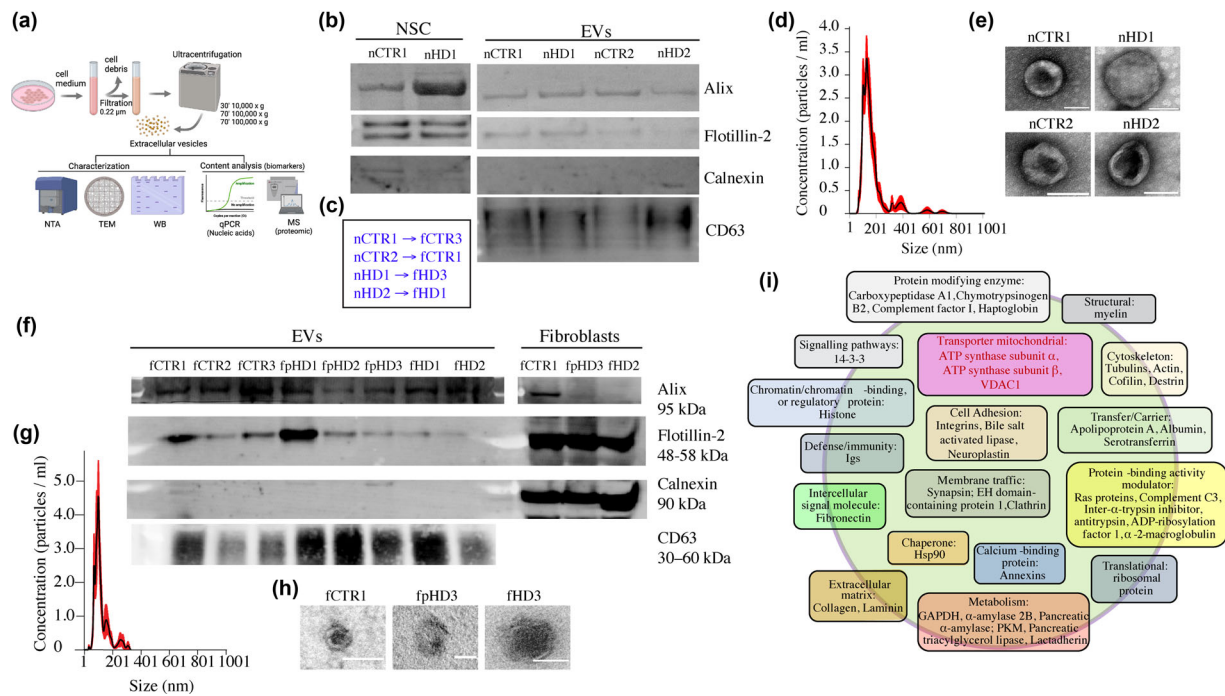 (a)
cell
medium
cell
debris
Filtration
0.22 µm
Ultracentrifugation
30' 10,000 x g
70' 100,000 x g
70' 100,000 x g
Extracellular vesicles
Characterization
Content analysis (biomarkers)
NTA
TEM
WB
qPCR
(Nucleic acids)
MS
(proteomic)
(b)
NSC
EVs
nCTR1 nHD1
nCTR1 nHD1 nCTR2 nHD2
Alix
Flotillin-2
Calnexin
CD63
(c)
nCTR1 → fCTR3
nCTR2 → fCTR1
nHD1 → fHD3
nHD2 → fHD1
(d)
Concentration (particles / ml)
4.0
3.5
3.0
2.5
2.0
1.5
1.0
0.5
0
1 201 401 601 801 1001
Size (nm)
(e)
nCTR1 nHD1
nCTR2 nHD2
(f)
EVs
Fibroblasts
fCTR1 fCTR2 fCTR3 fpHD1 fpHD2 fpHD3 fHD1 fHD2
fCTR1 fpHD3 fHD2
Alix
95 kDa
Flotillin-2
48-58 kDa
Calnexin
90 kDa
CD63
30–60 kDa
(g)
Concentration (particles / ml)
5.0
4.0
3.0
2.0
1.0
0
1 201 401 601 801 1001
Size (nm)
(h)
fCTR1 fpHD3 fHD3
(i)
Protein modifying enzyme:
Carboxypeptidase A1,Chymotrypsinogen
B2, Complement factor I, Haptoglobin
Structural:
myelin
Signalling pathways:
14-3-3
Transporter mitochondrial:
ATP synthase subunit α,
ATP synthase subunit β,
VDAC1
Cytoskeleton:
Tubulins, Actin,
Cofilin, Destrin
Chromatin/chromatin -binding,
or regulatory protein:
Histone
Cell Adhesion:
Integrins, Bile salt
activated lipase,
Neuroplastin
Transfer/Carrier:
Apolipoprotein A, Albumin,
Serotransferrin
Defense/immunity:
Igs
Membrane traffic:
Synapsin; EH domain-
containing protein 1,Clathrin
Protein -binding activity
modulator:
Ras proteins, Complement C3,
Inter-α-trypsin inhibitor,
antitrypsin, ADP-ribosylation
factor 1,α -2-macroglobulin
Intercellular
signal molecule:
Fibronectin
Chaperone:
Hsp90
Calcium -binding
protein:
Annexins
Translational:
ribosomal
protein
Extracellular
matrix:
Collagen, Laminin
Metabolism:
GAPDH, α-amylase 2B, Pancreatic
α-amylase; PKM, Pancreatic
triacylglycerol lipase, Lactadherin